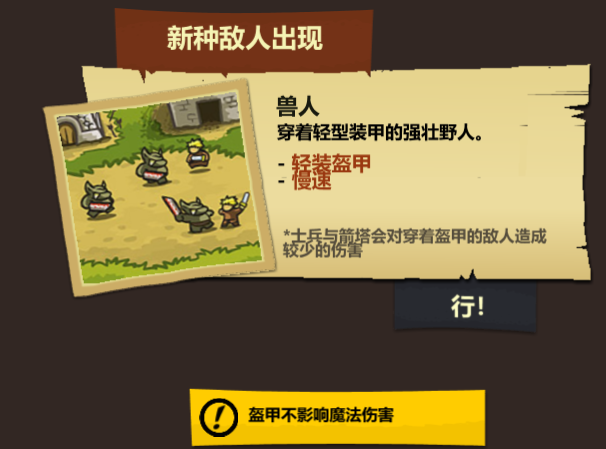 新种敌人出现
兽人
穿着轻型装甲的强壮野人。
- 轻装盔甲
- 慢速
*士兵与箭塔会对穿着盔甲的敌人造成
较少的伤害
行!
盔甲不影响魔法伤害